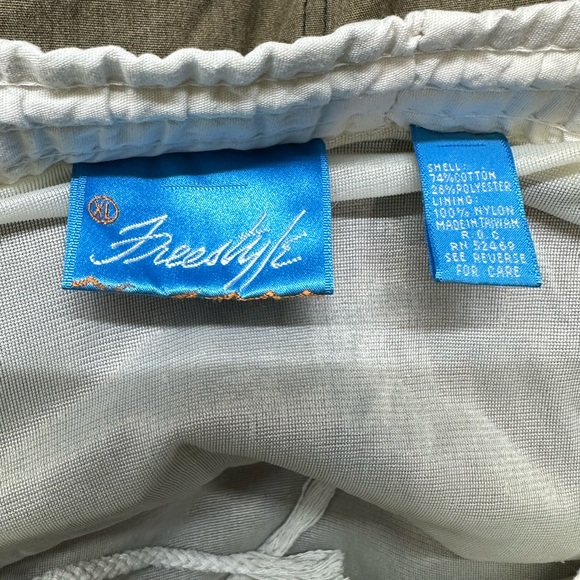 XL
Freestyle
SHELL:
74%COTTON
26%POLYESTER
LINING:
100% NYLON
MADE IN TAIWAN
R.O.C
RN 52469
SEE REVERSE
FOR CARE